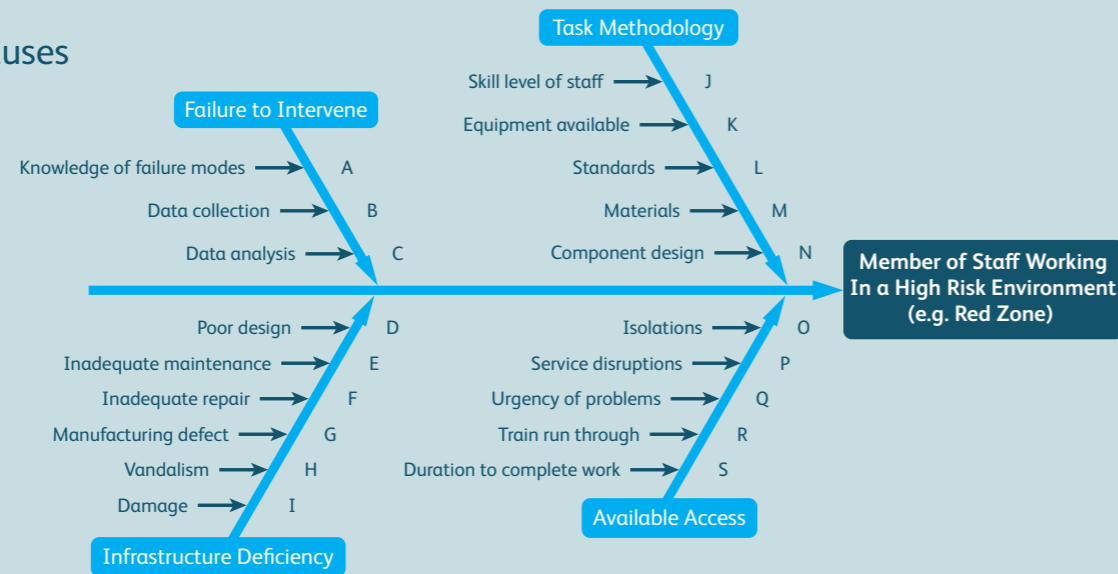 Task Methodology
Skill level of staff J
Equipment available K
Standards L
Materials M
Component design N
Failure to Intervene
Knowledge of failure modes A
Data collection B
Data analysis C
Member of Staff Working
In a High Risk Environment
(e.g. Red Zone)
Poor design D
Inadequate maintenance E
Inadequate repair F
Manufacturing defect G
Vandalism H
Damage I
Infrastructure Deficiency
Isolations O
Service disruptions P
Urgency of problems Q
Train run through R
Duration to complete work S
Available Access